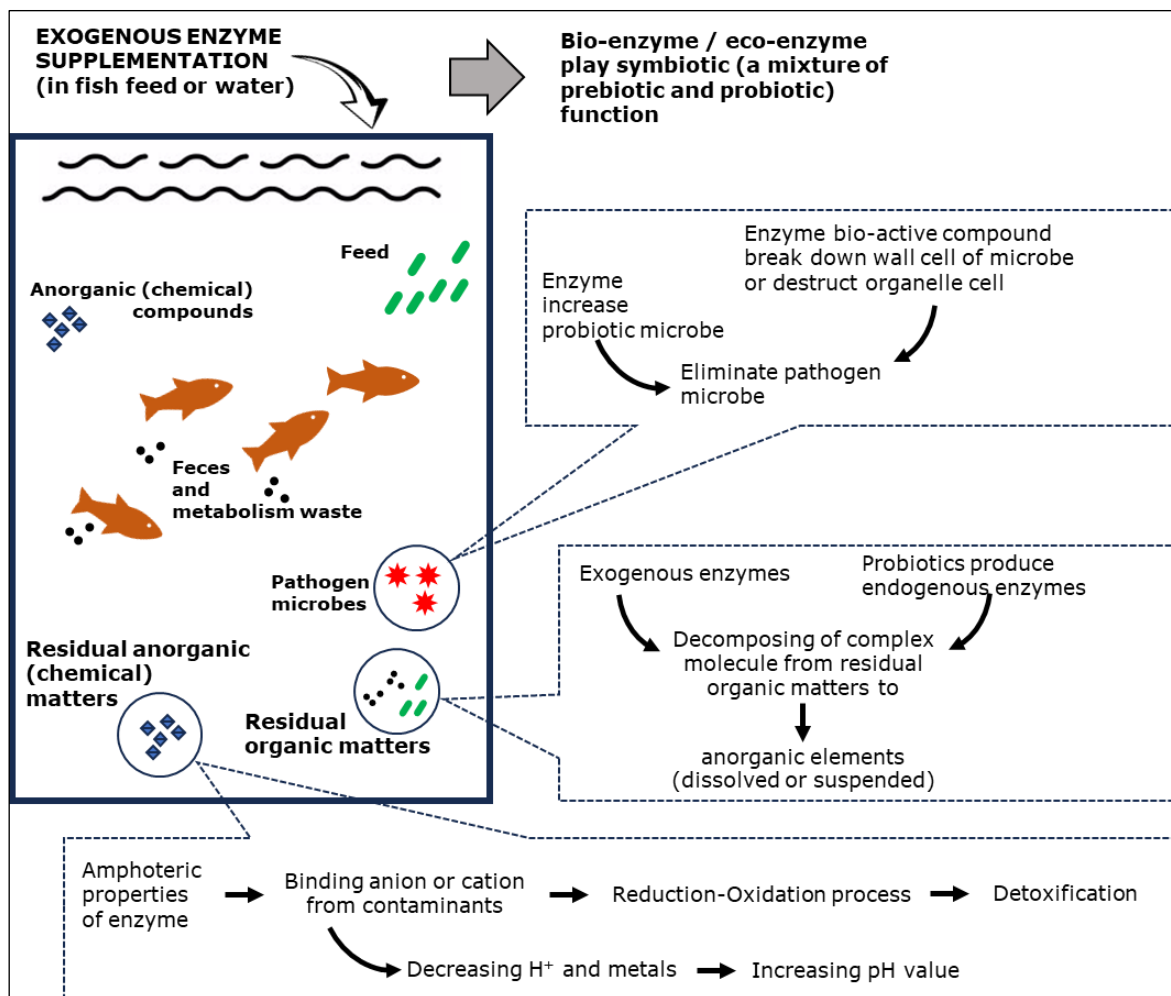 EXOGENOUS ENZYME
SUPPLEMENTATION
(in fish feed or water)
Bio-enzyme / eco-enzyme
play symbiotic (a mixture of
prebiotic and probiotic)
function
Feed
Anorganic (chemical)
compounds
Feces
and
metabolism waste
Pathogen
microbes
Residual anorganic
(chemical)
matters
Residual
organic matters
Enzyme
increase
probiotic microbe
Enzyme bio-active compound
break down wall cell of microbe
or destruct organelle cell
Eliminate pathogen
microbe
Exogenous enzymes
Probiotics produce
endogenous enzymes
Decomposing of complex
molecule from residual
organic matters to
anorganic elements
(dissolved or suspended)
Amphoteric
properties
of enzyme
Binding anion or cation
from contaminants
Reduction-Oxidation process
Detoxification
Decreasing H⁺ and metals
Increasing pH value